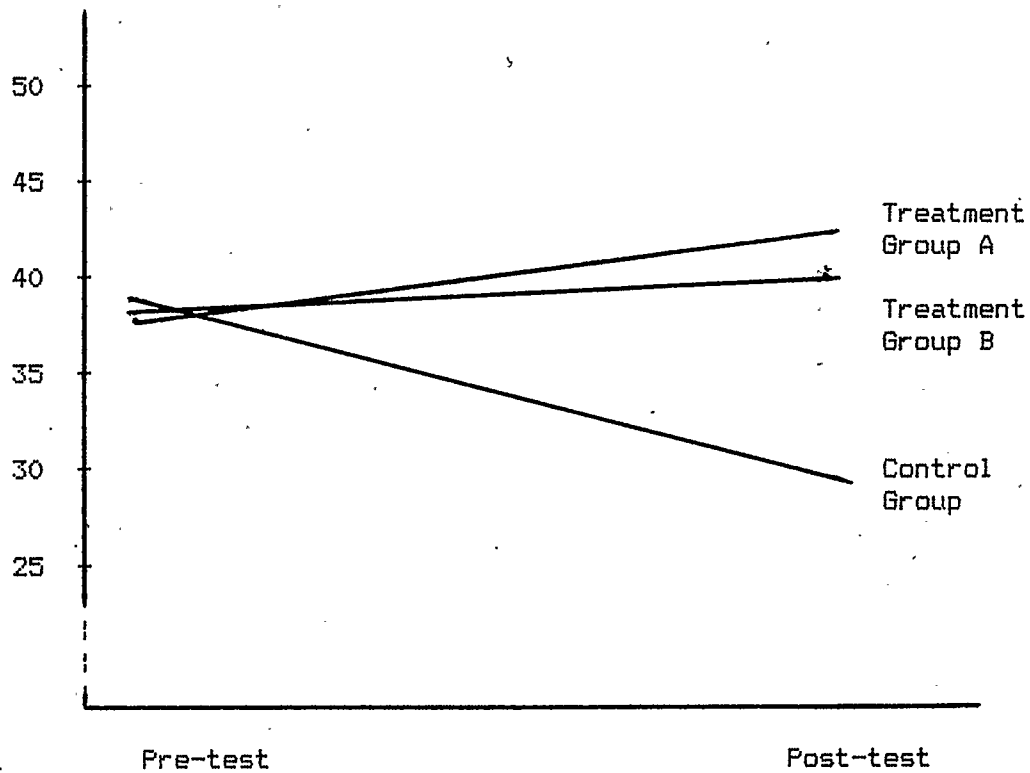 50
45
Treatment
Group A
40
Treatment
Group B
35
30
Control
Group
25
Pre-test
Post-test